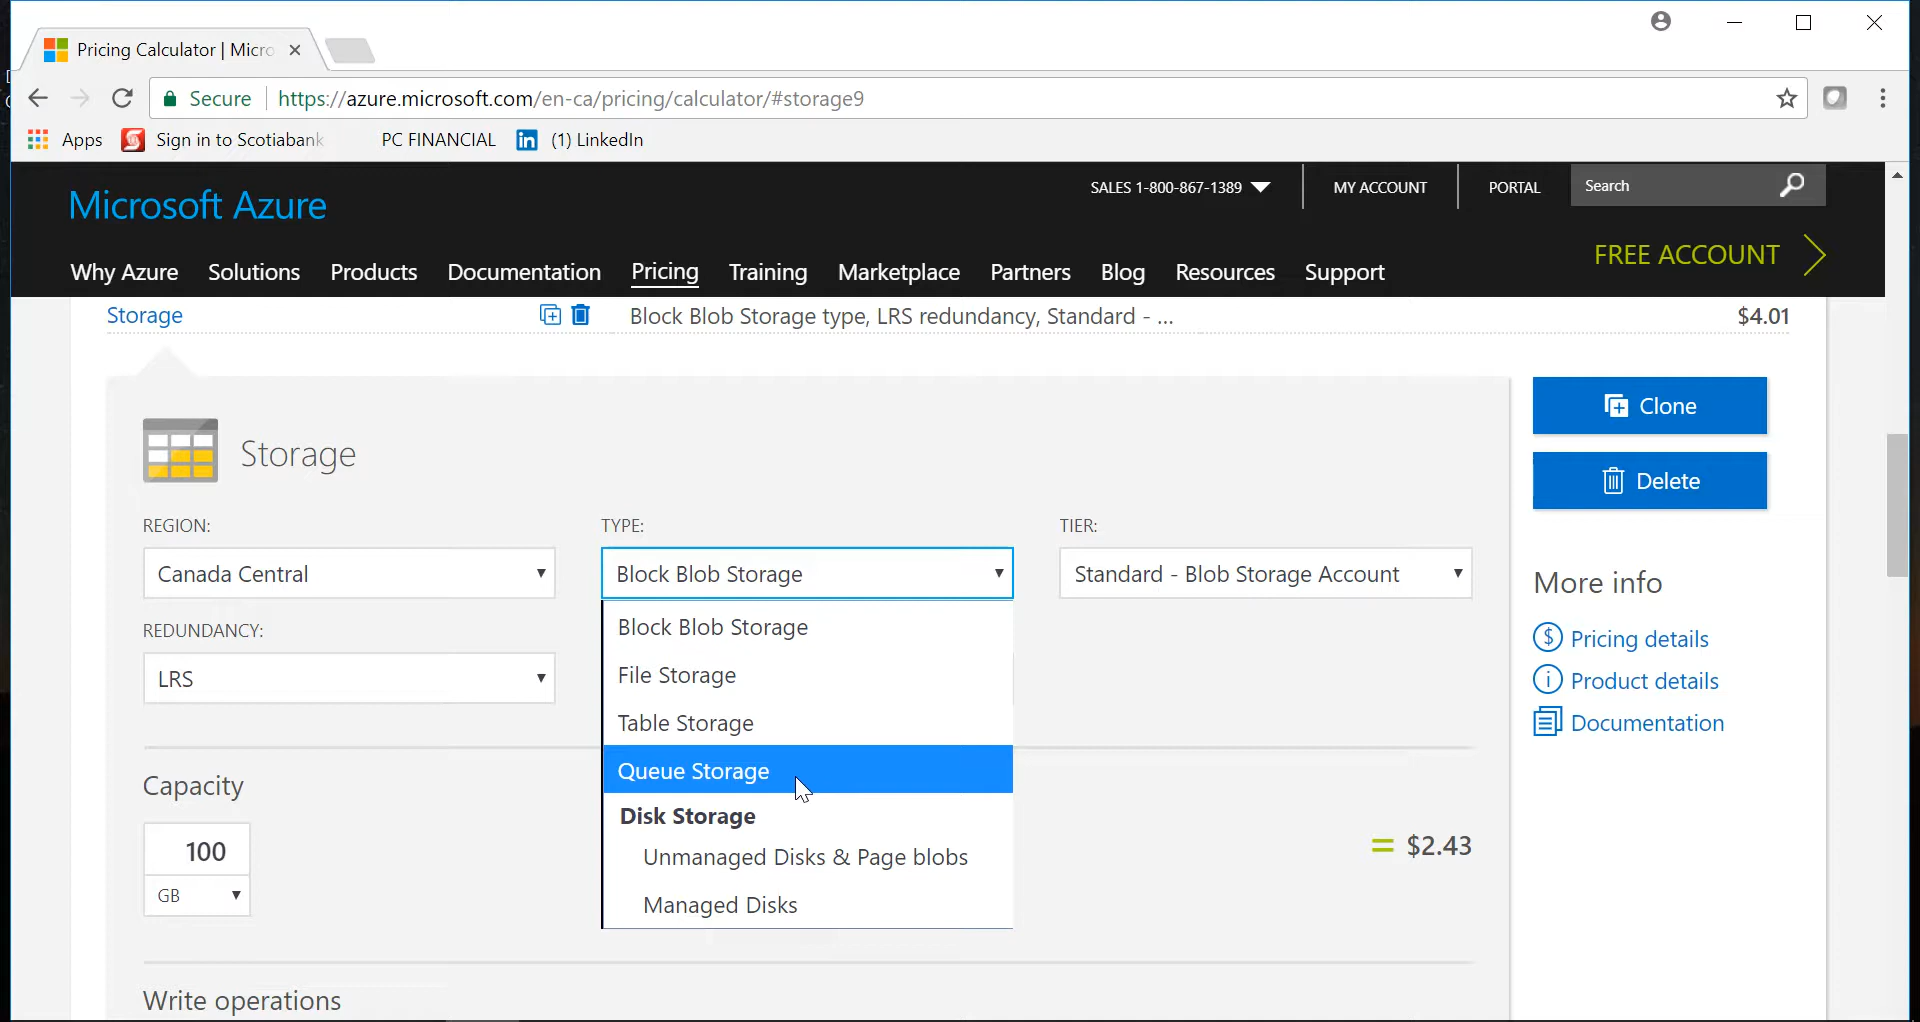 Pricing Calculator | Micro
Secure https://azure.microsoft.com/en-ca/pricing/calculator/#storage9
Apps Sign in to Scotiabank PC FINANCIAL in (1) LinkedIn
SALES 1-800-867-1389 MY ACCOUNT PORTAL Search
Microsoft Azure
FREE ACCOUNT
Why Azure Solutions Products Documentation Pricing Training Marketplace Partners Blog Resources Support
Storage Block Blob Storage type, LRS redundancy, Standard - ... $4.01
Clone
Storage
Delete
REGION: TYPE: TIER:
Canada Central Block Blob Storage Standard - Blob Storage Account
More info
Block Blob Storage
REDUNDANCY:
Pricing details
File Storage
LRS
Product details
Table Storage
Documentation
Queue Storage
Capacity
Disk Storage
100
= $2.43
Unmanaged Disks & Page blobs
GB
Managed Disks
Write operations